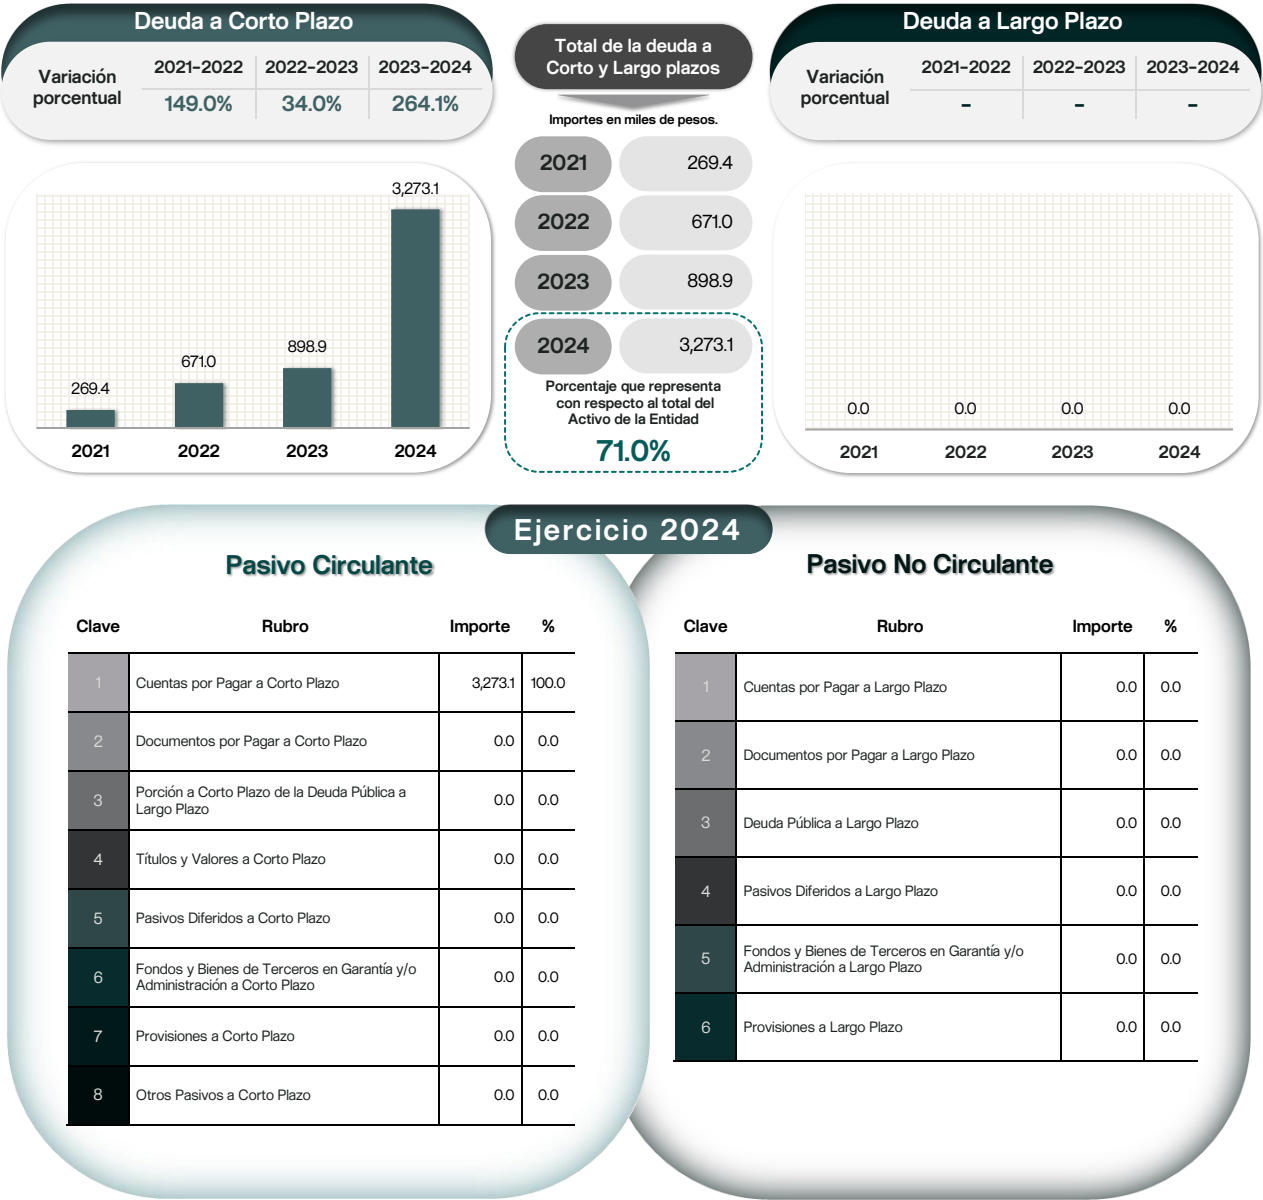 Deuda a Corto Plazo
Variación porcentual
2021-2022 2022-2023 2023-2024
149.0% 34.0% 264.1%
3,273.1
898.9
671.0
269.4
2021 2022 2023 2024
Total de la deuda a
Corto y Largo plazos
Importes en miles de pesos.
2021 269.4
2022 671.0
2023 898.9
2024 3,273.1
Porcentaje que representa
con respecto al total del
Activo de la Entidad
71.0%
Deuda a Largo Plazo
Variación porcentual
2021-2022 2022-2023 2023-2024
- - -
0.0 0.0 0.0 0.0
2021 2022 2023 2024
Ejercicio 2024
Pasivo Circulante
Clave Rubro Importe %
1 Cuentas por Pagar a Corto Plazo 3,273.1 100.0
2 Documentos por Pagar a Corto Plazo 0.0 0.0
3 Porción a Corto Plazo de la Deuda Pública a
Largo Plazo 0.0 0.0
4 Títulos y Valores a Corto Plazo 0.0 0.0
5 Pasivos Diferidos a Corto Plazo 0.0 0.0
6 Fondos y Bienes de Terceros en Garantía y/o
Administración a Corto Plazo 0.0 0.0
7 Provisiones a Corto Plazo 0.0 0.0
8 Otros Pasivos a Corto Plazo 0.0 0.0
Pasivo No Circulante
Clave Rubro Importe %
1 Cuentas por Pagar a Largo Plazo 0.0 0.0
2 Documentos por Pagar a Largo Plazo 0.0 0.0
3 Deuda Pública a Largo Plazo 0.0 0.0
4 Pasivos Diferidos a Largo Plazo 0.0 0.0
5 Fondos y Bienes de Terceros en Garantía y/o
Administración a Largo Plazo 0.0 0.0
6 Provisiones a Largo Plazo 0.0 0.0